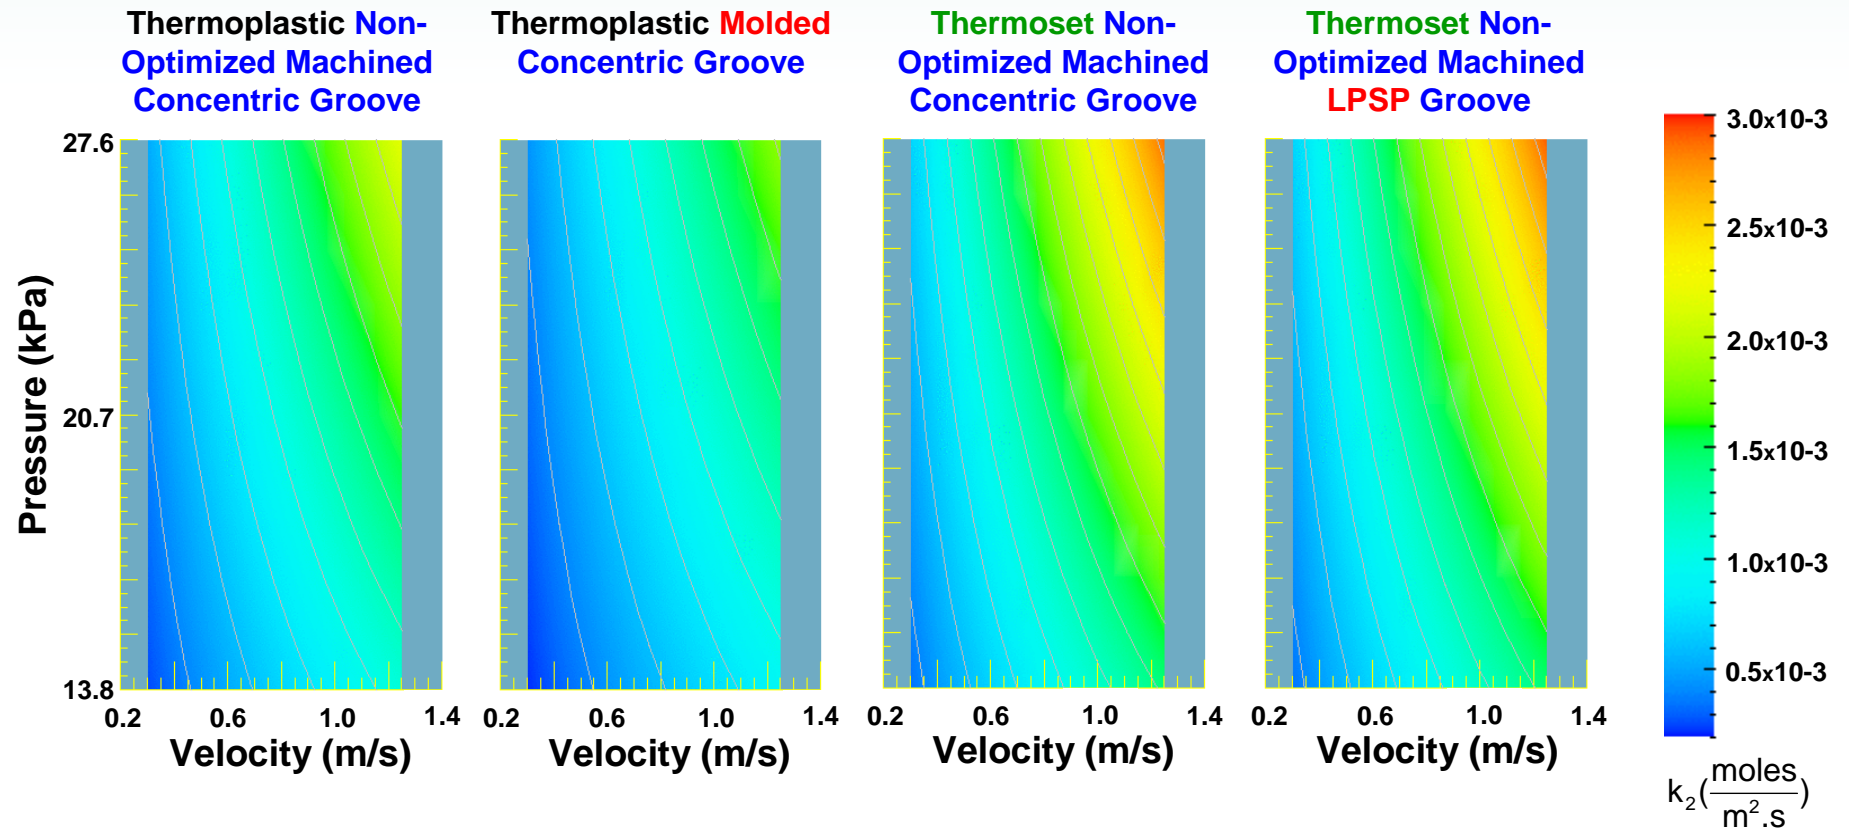 Thermoplastic Non-
Optimized Machined
Concentric Groove
Thermoplastic Molded
Concentric Groove
Thermoset Non-
Optimized Machined
Concentric Groove
Thermoset Non-
Optimized Machined
LPSP Groove
Pressure (kPa)
27.6
20.7
13.8
0.2 0.6 1.0 1.4
Velocity (m/s)
0.2 0.6 1.0 1.4
Velocity (m/s)
0.2 0.6 1.0 1.4
Velocity (m/s)
0.2 0.6 1.0 1.4
Velocity (m/s)
3.0x10-3
2.5x10-3
2.0x10-3
1.5x10-3
1.0x10-3
0.5x10-3
k₂(moles
m².s)